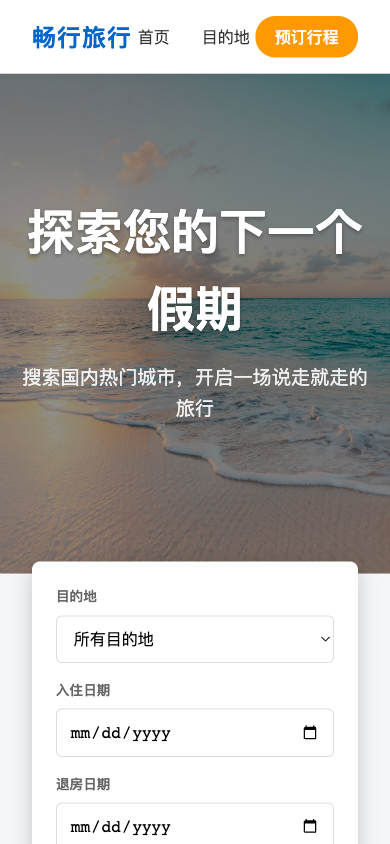 畅行旅行 首页 目的地 预订行程
探索您的下一个
假期
搜索国内热门城市，开启一场说走就走的
旅行
目的地
所有目的地
入住日期
mm/dd/yyyy
退房日期
mm/dd/yyyy